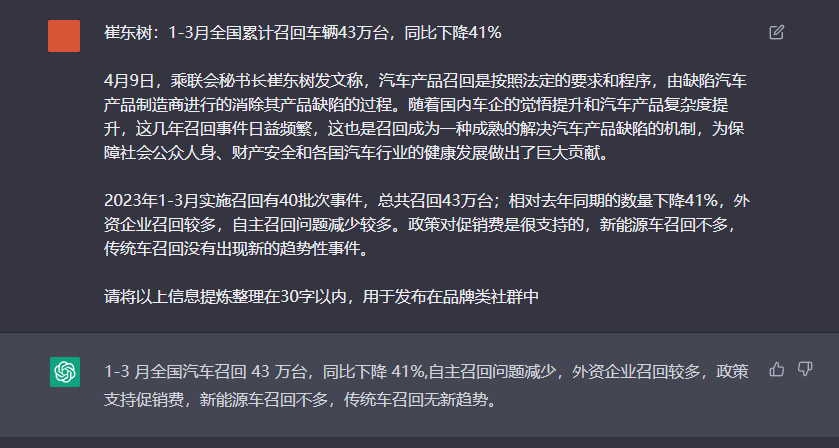 崔东树：1-3月全国累计召回车辆43万台，同比下降41%
4月9日，乘联会秘书长崔东树发文称，汽车产品召回是按照法定的要求和程序，由缺陷汽车
产品制造商进行的消除其产品缺陷的过程。随着国内车企的觉悟提升和汽车产品复杂度提
升，这几年召回事件日益频繁，这也是召回成为一种成熟的解决汽车产品缺陷的机制，为保
障社会公众人身、财产安全和各国汽车行业的健康发展做出了巨大贡献。
2023年1-3月实施召回有40批次事件，总共召回43万台；相对去年同期的数量下降41%，外
资企业召回较多，自主召回问题减少较多。政策对促销费是很支持的，新能源车召回不多，
传统车召回没有出现新的趋势性事件。
请将以上信息提炼整理在30字以内，用于发布在品牌类社群中
1-3 月全国汽车召回 43 万台，同比下降 41%,自主召回问题减少，外资企业召回较多，政策
支持促销费，新能源车召回不多，传统车召回无新趋势。